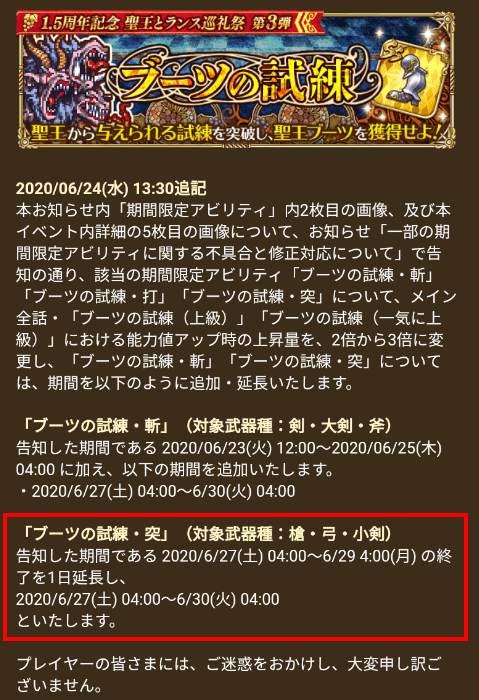 1.5周年記念 聖王とランス巡礼祭 第3弾
ブーツの試練
聖王から与えられる試練を突破し、聖王ブーツを獲得せよ!
2020/06/24(水) 13:30追記
本お知らせ内「期間限定アビリティ」内2枚目の画像、及び本
イベント内詳細の5枚目の画像について、お知らせ「一部の期
間限定アビリティに関する不具合と修正対応について」で告
知の通り、該当の期間限定アビリティ「ブーツの試練・斬」
「ブーツの試練・打」「ブーツの試練・突」について、メイン
全話・「ブーツの試練（上級）」「ブーツの試練（一気に上
級）」における能力値アップ時の上昇量を、2倍から3倍に変
更し、「ブーツの試練・斬」「ブーツの試練・突」について
は、期間を以下のように追加・延長いたします。
「ブーツの試練・斬」（対象武器種：剣・大剣・斧）
告知した期間である 2020/06/23(火) 12:00～2020/06/25(木)
04:00 に加え、以下の期間を追加いたします。
・2020/6/27(土) 04:00～6/30(火) 04:00
「ブーツの試練・突」（対象武器種：槍・弓・小剣）
告知した期間である 2020/6/27(土) 04:00～6/29 4:00(月) の終
了を1日延長し、
2020/6/27(土) 04:00～6/30(火) 04:00
といたします。
プレイヤーの皆さまには、ご迷惑をおかけし、大変申し訳ご
ざいません。